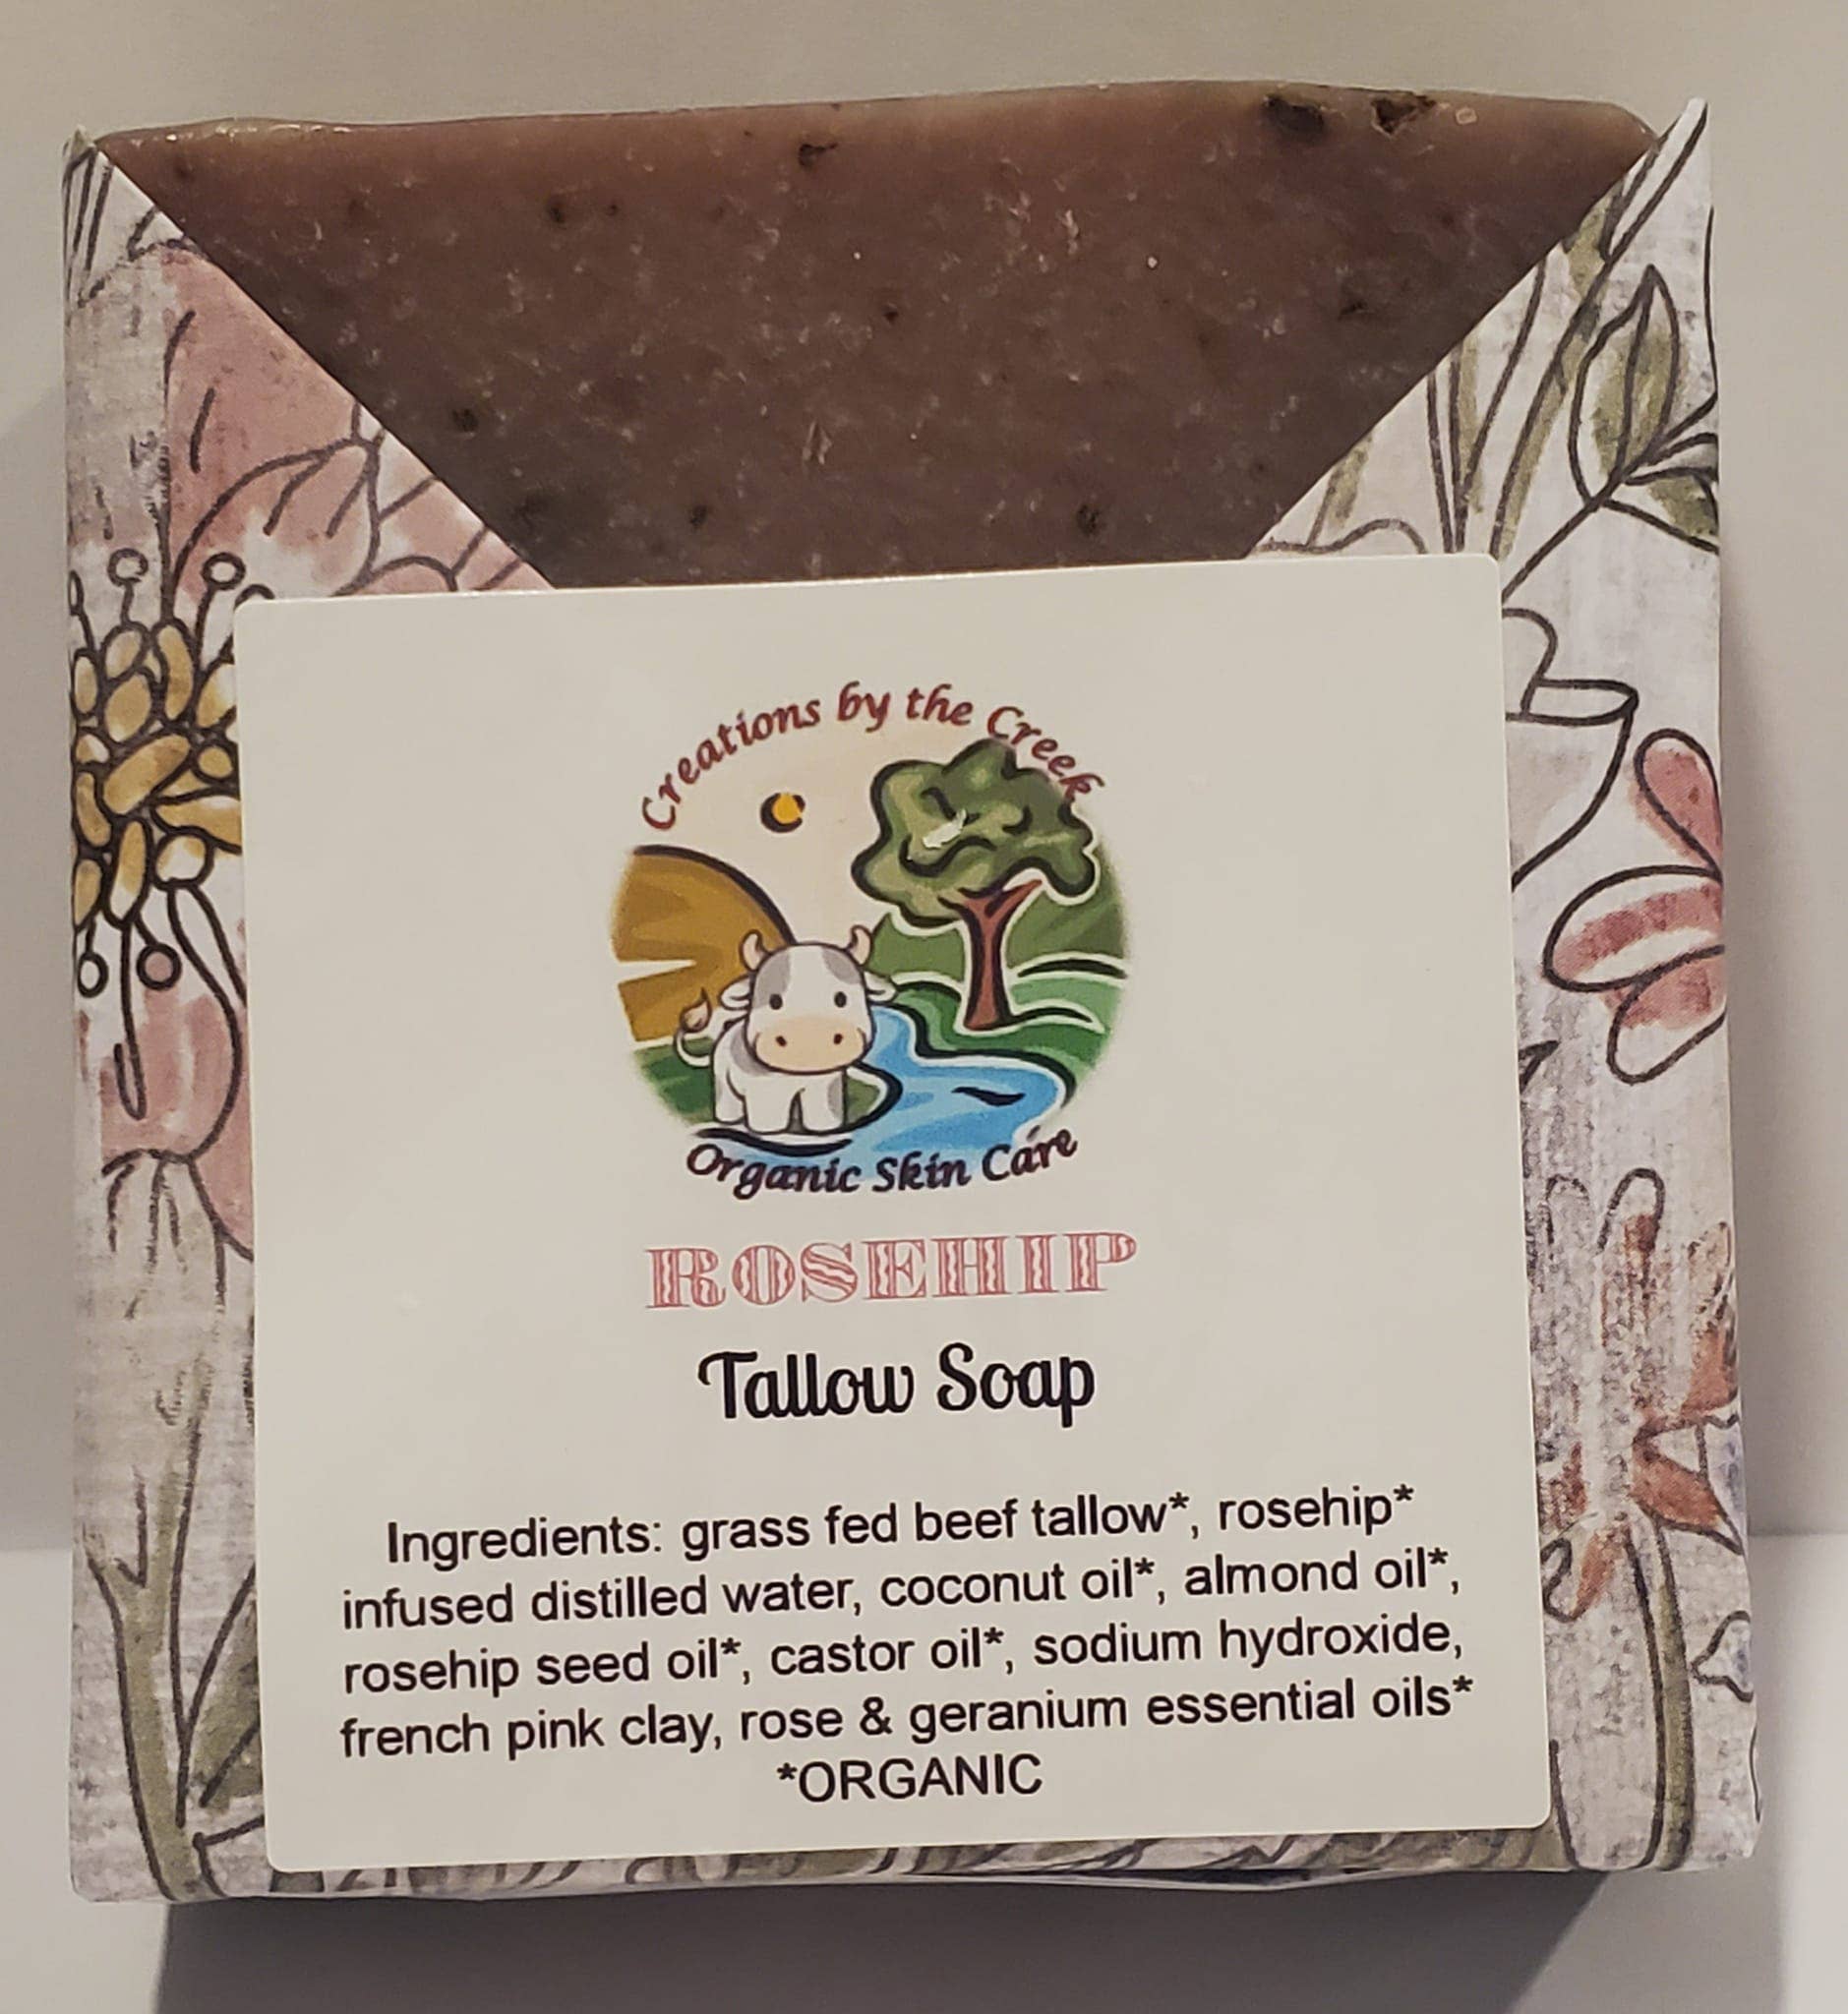 Creations by the Creek
Organic Skin Care
ROSEHIP
Tallow Soap
Ingredients: grass fed beef tallow*, rosehip*
infused distilled water, coconut oil*, almond oil*,
rosehip seed oil*, castor oil*, sodium hydroxide,
french pink clay, rose & geranium essential oils*
*ORGANIC